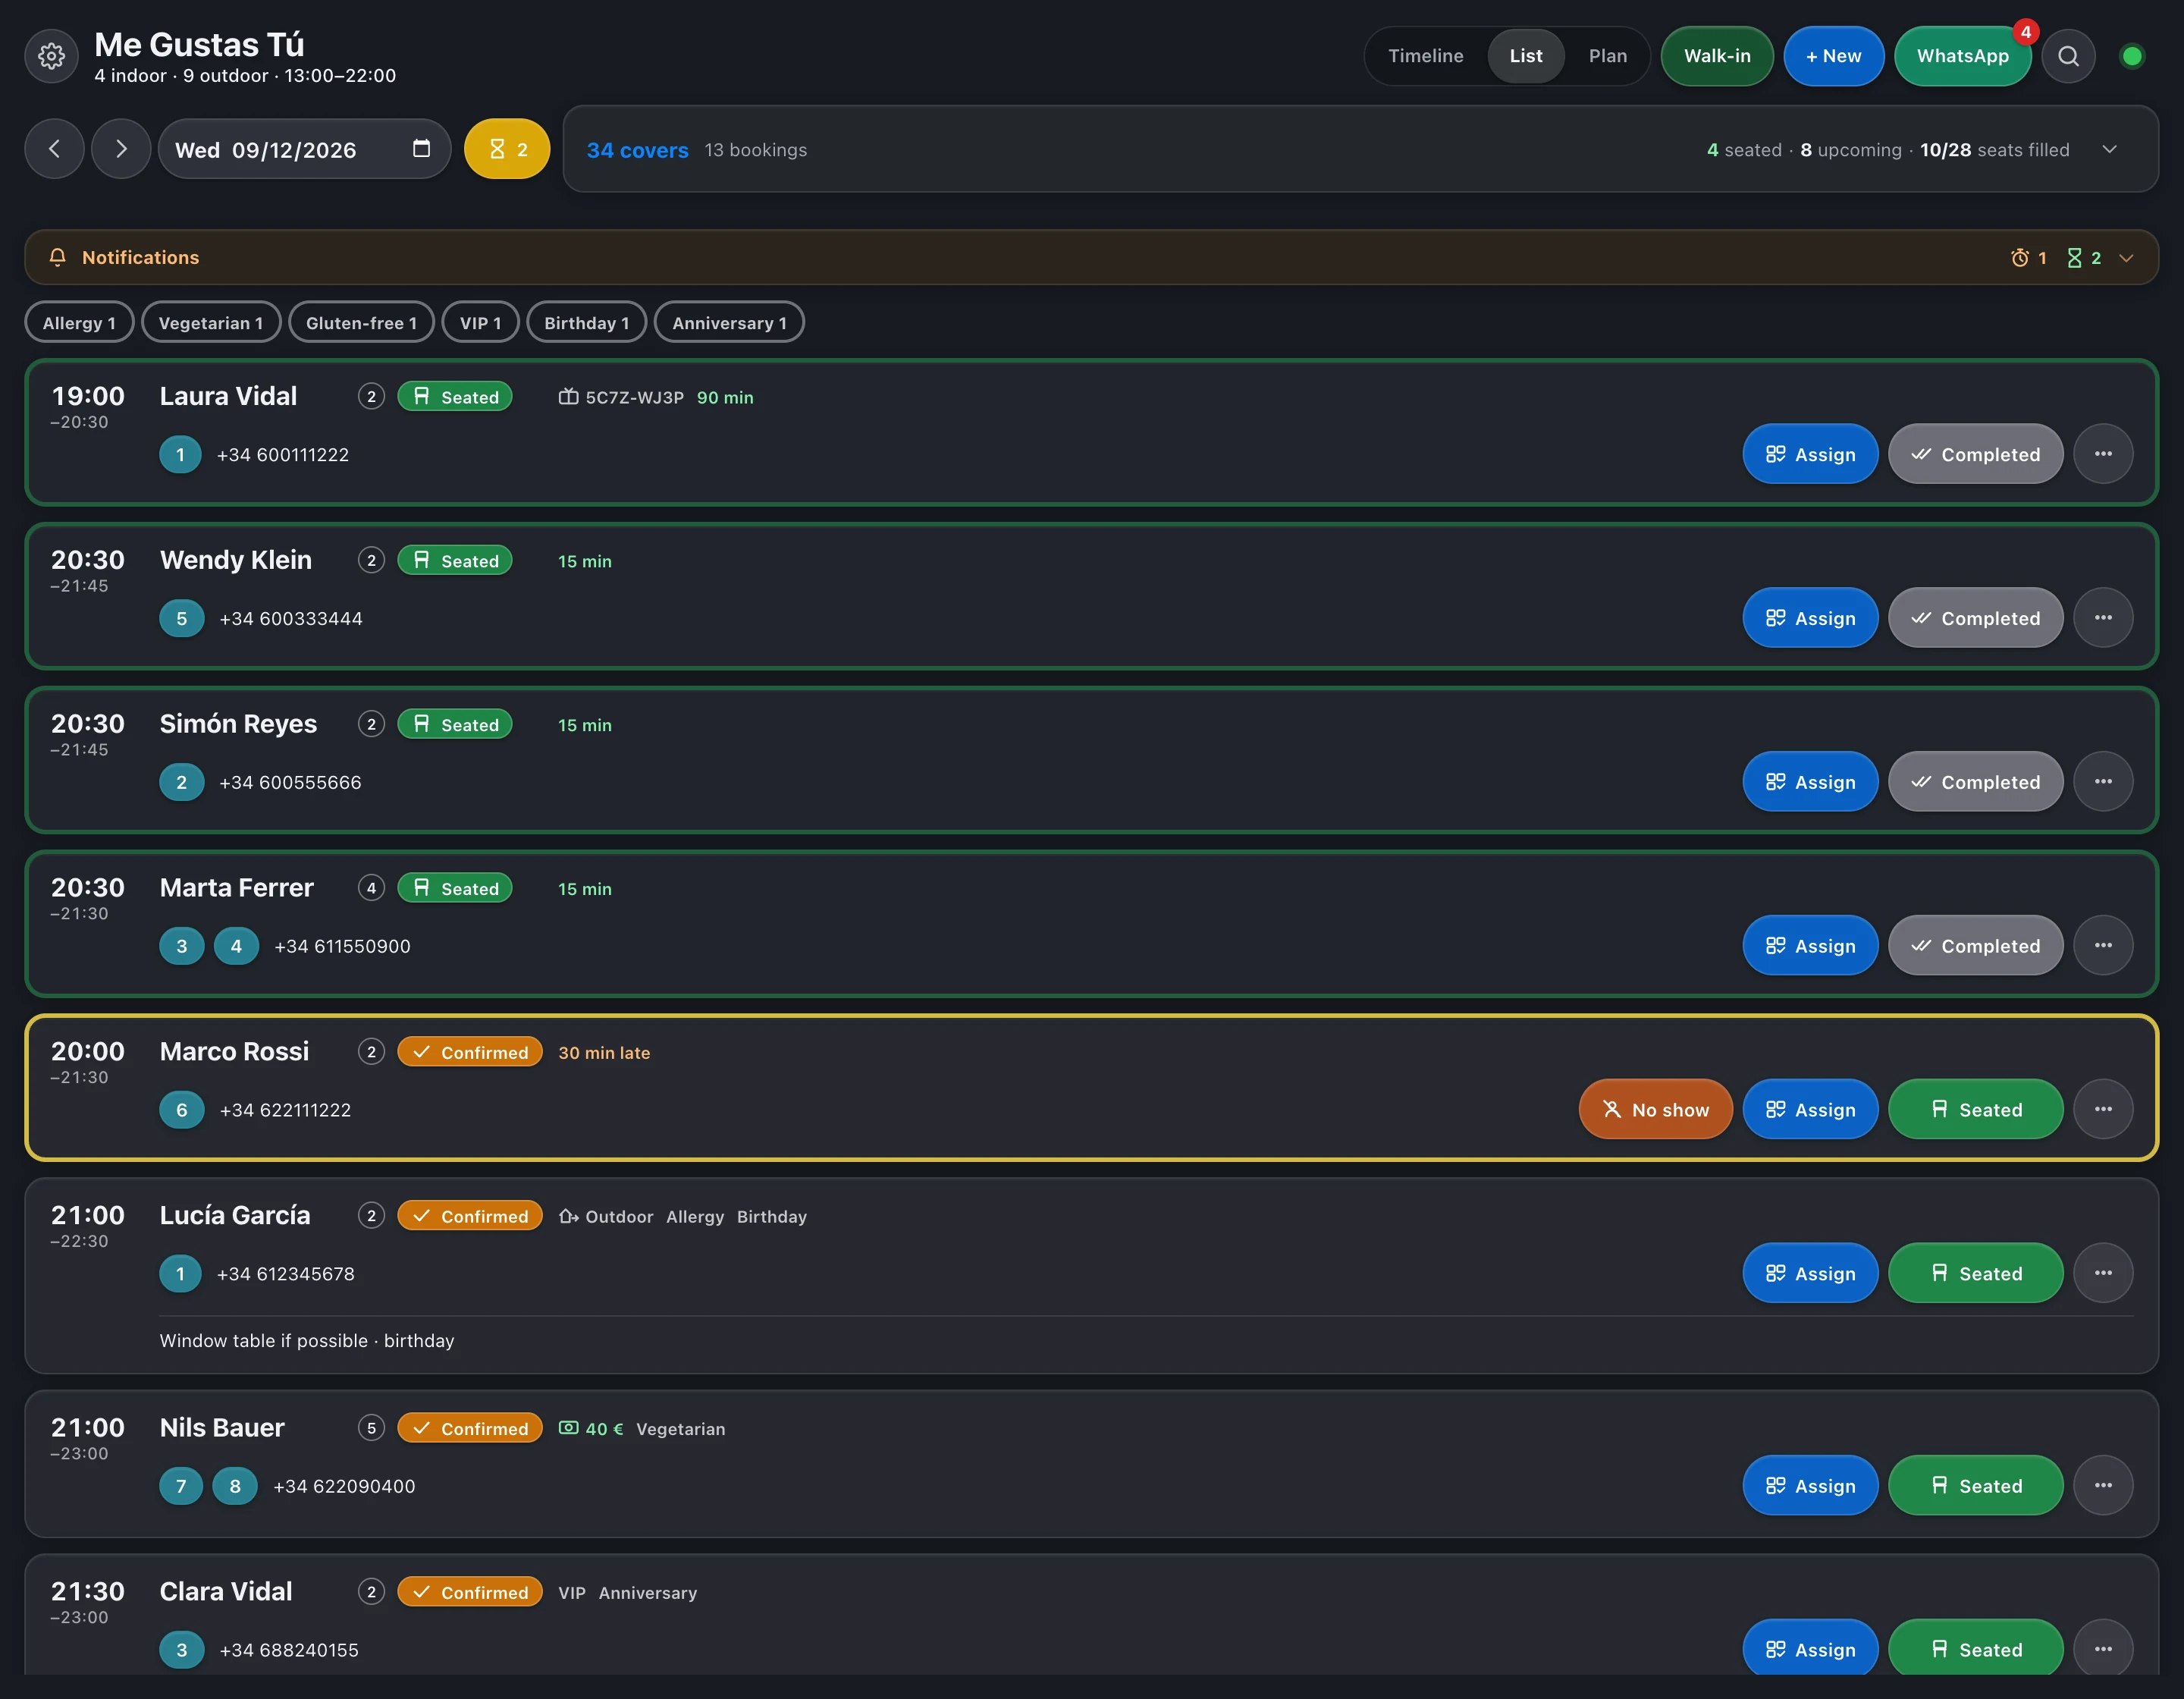 Me Gustas Tú
4 indoor · 9 outdoor · 13:00–22:00
Timeline List Plan Walk-in + New WhatsApp 4
Wed 09/12/2026 2 34 covers 13 bookings 4 seated · 8 upcoming · 10/28 seats filled
Notifications 1 2
Allergy 1 Vegetarian 1 Gluten-free 1 VIP 1 Birthday 1 Anniversary 1
19:00 Laura Vidal 2 Seated 5C7Z-WJ3P 90 min
–20:30
1 +34 600111222 Assign Completed
20:30 Wendy Klein 2 Seated 15 min
–21:45
5 +34 600333444 Assign Completed
20:30 Simón Reyes 2 Seated 15 min
–21:45
2 +34 600555666 Assign Completed
20:30 Marta Ferrer 4 Seated 15 min
–21:30
3 4 +34 611550900 Assign Completed
20:00 Marco Rossi 2 Confirmed 30 min late
–21:30
6 +34 622111222 No show Assign Seated
21:00 Lucía García 2 Confirmed Outdoor Allergy Birthday
–22:30
1 +34 612345678 Assign Seated
Window table if possible · birthday
21:00 Nils Bauer 5 Confirmed 40 € Vegetarian
–23:00
7 8 +34 622090400 Assign Seated
21:30 Clara Vidal 2 Confirmed VIP Anniversary
–23:00
3 +34 688240155 Assign Seated